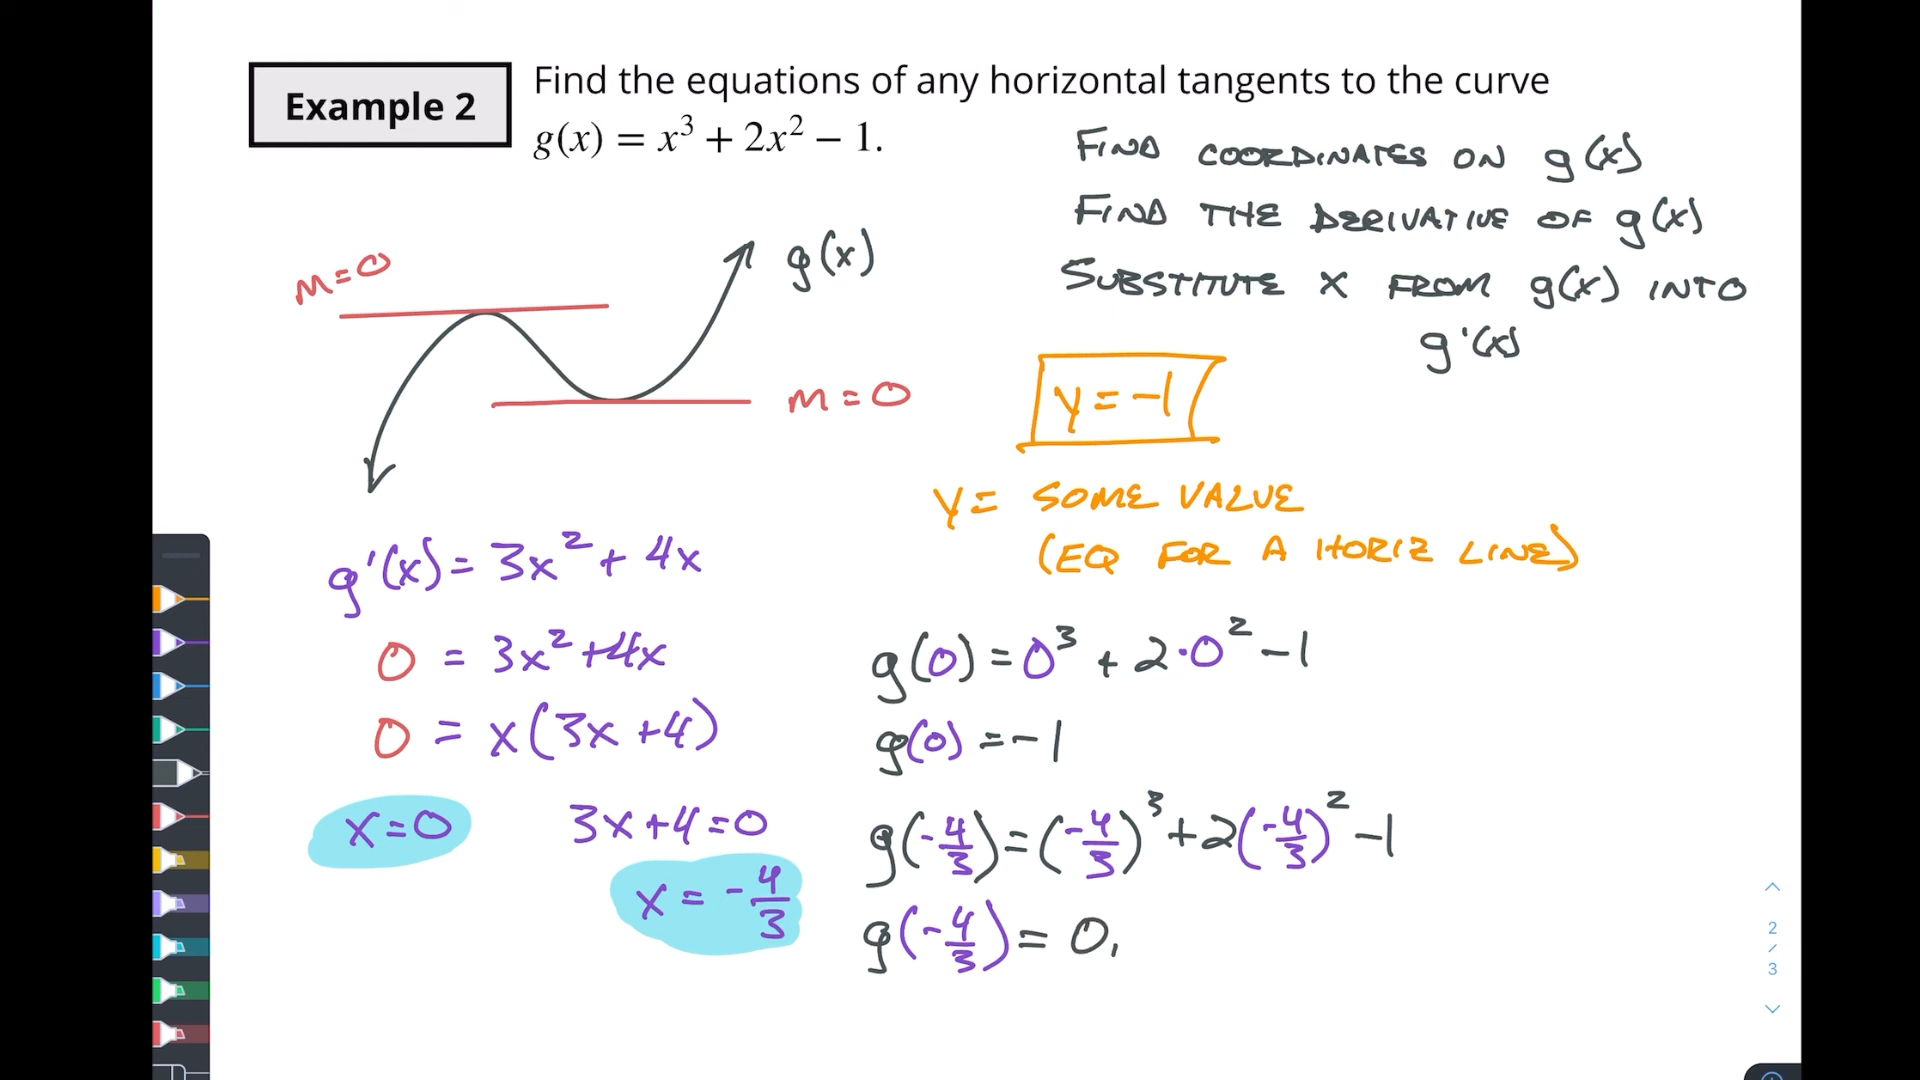 Example 2
Find the equations of any horizontal tangents to the curve
g(x) = x³ + 2x² − 1.
FIND COORDINATES ON g(x)
FIND THE DERIVATIVE OF g(x)
SUBSTITUTE X FROM g(x) INTO
g'(x)
m=0
g(x)
m=0
y=-1
y= SOME VALUE
(EQ FOR A HORIZ LINE)
g'(x)= 3x² + 4x
0 = 3x²+4x
0 = x(3x+4)
x=0
3x+4=0
x = -4/3
g(0)=0³ + 2·0² -1
g(0) =-1
g(-4/3)=(-4/3)³+2(-4/3)²-1
g(-4/3)= 0,
2
/
3